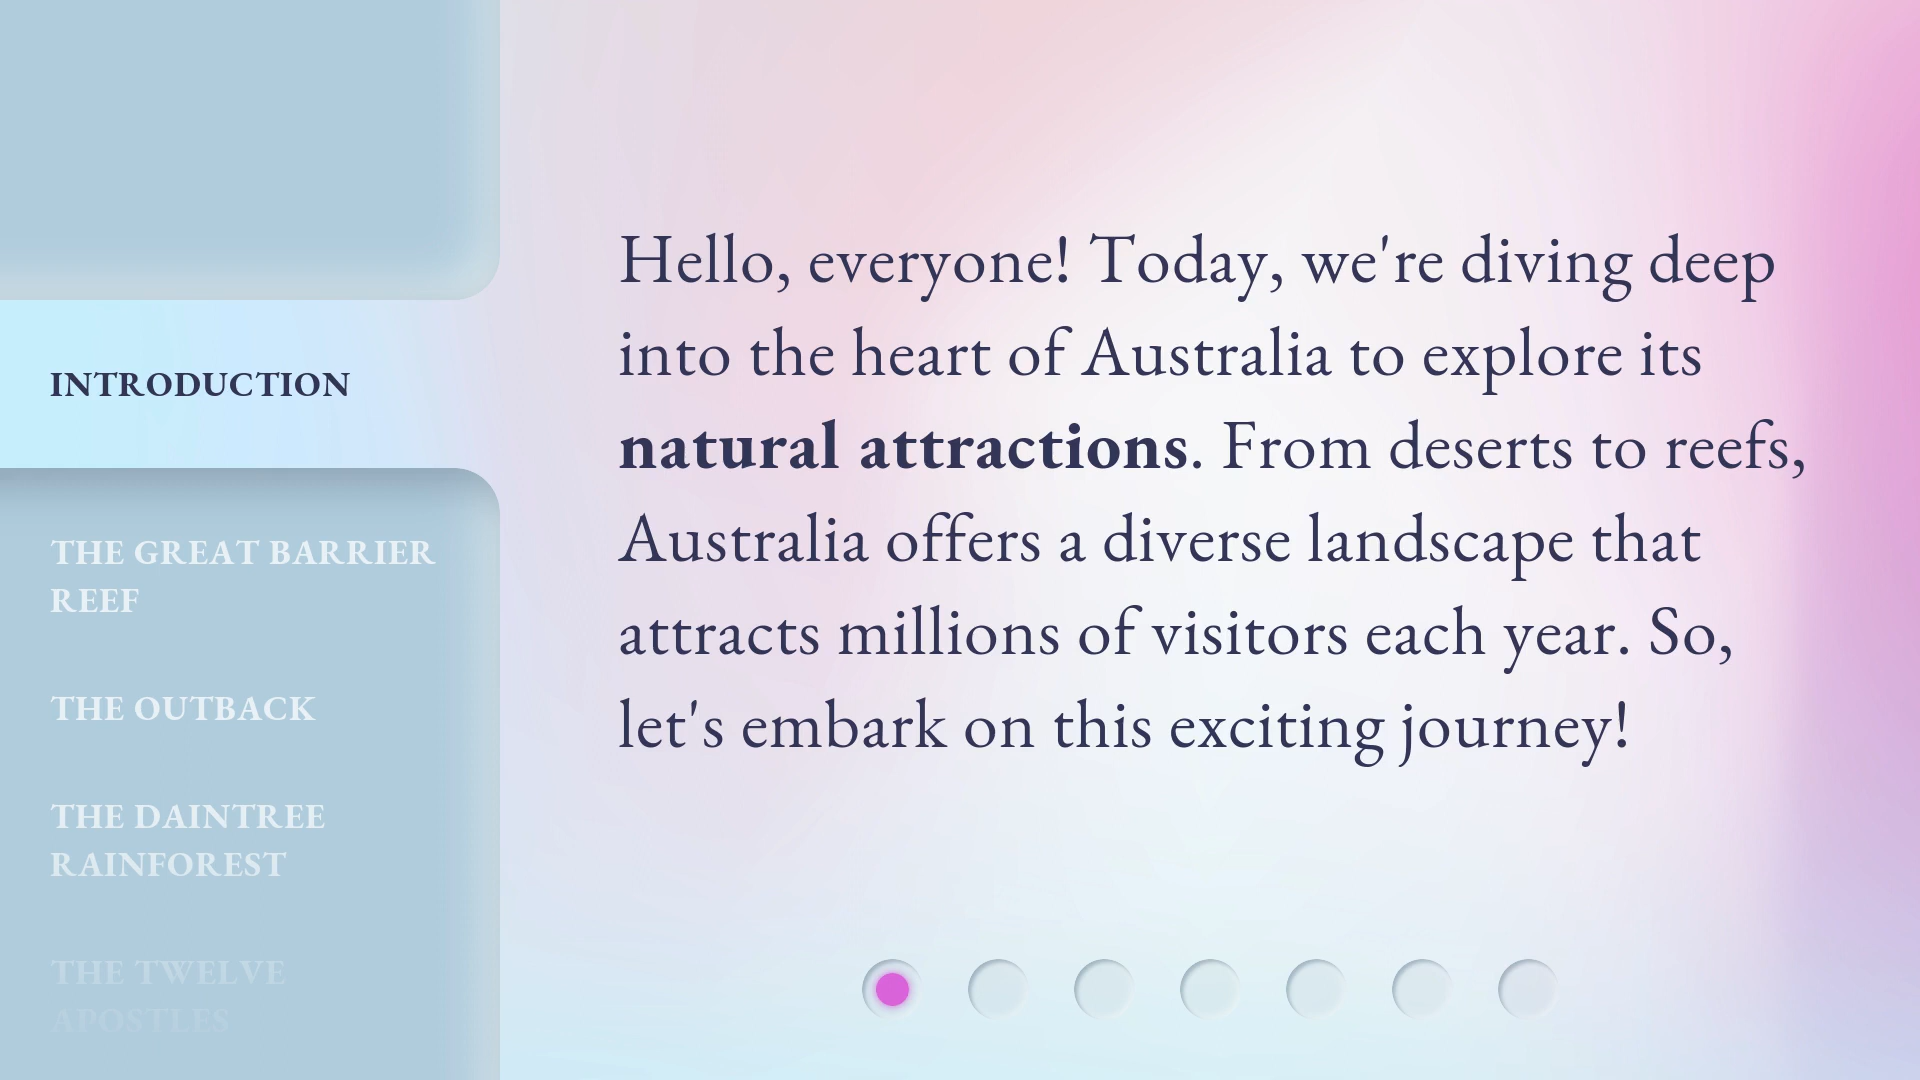 INTRODUCTION
THE GREAT BARRIER
REEF
THE OUTBACK
THE DAINTREE
RAINFOREST
THE TWELVE
APOSTLES
Hello, everyone! Today, we're diving deep
into the heart of Australia to explore its
natural attractions. From deserts to reefs,
Australia offers a diverse landscape that
attracts millions of visitors each year. So,
let's embark on this exciting journey!